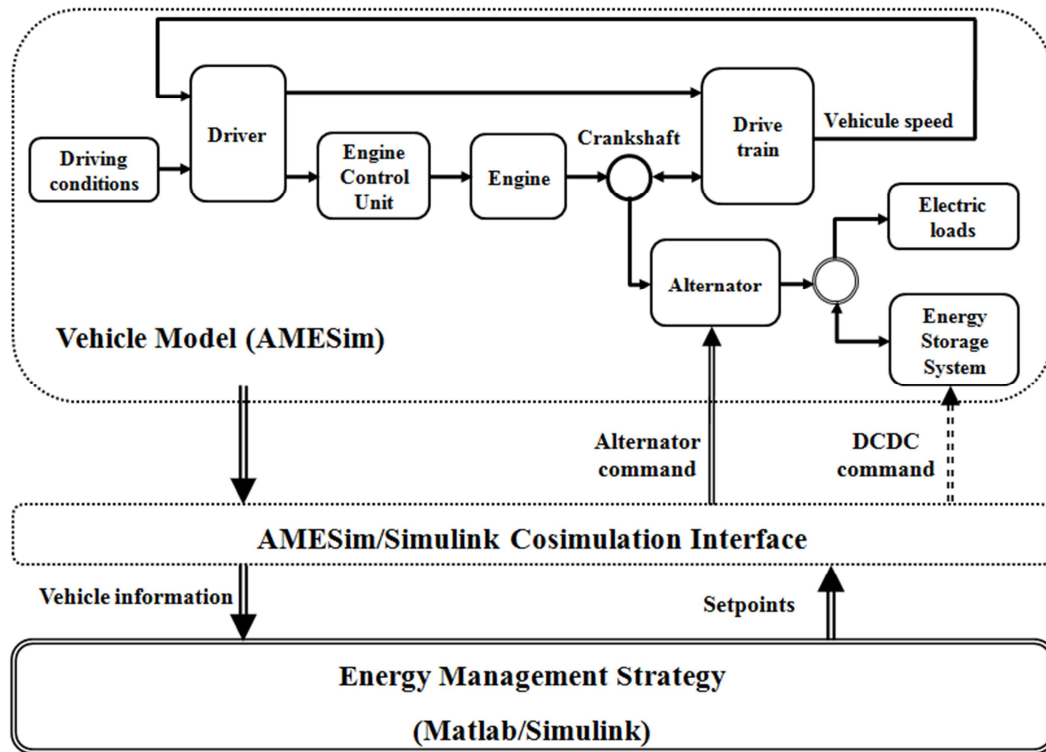 Driver
Driving
conditions
Engine
Control
Unit
Engine
Crankshaft
Drive
train
Vehicule speed
Electric
loads
Alternator
Energy
Storage
System
Vehicle Model (AMESim)
Alternator
command
DCDC
command
AMESim/Simulink Cosimulation Interface
Vehicle information
Setpoints
Energy Management Strategy
(Matlab/Simulink)